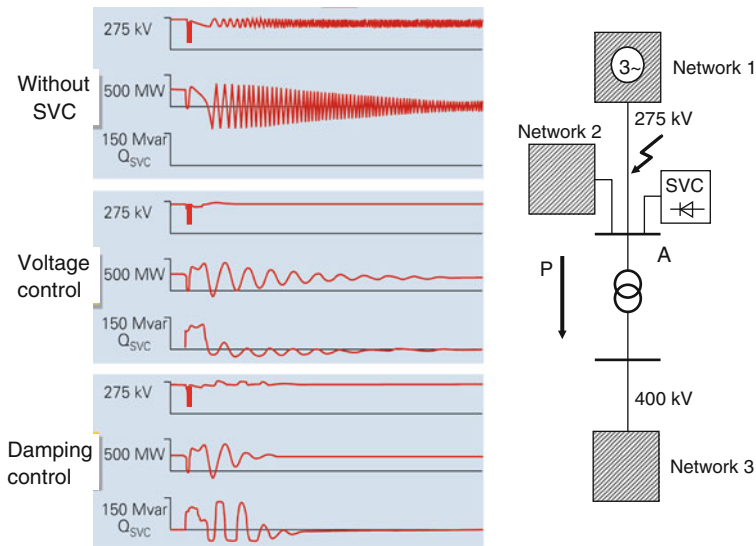 275 kV
Without
SVC
500 MW
150 Mvar
QSVC
275 kV
Voltage
control
500 MW
150 Mvar
QSVC
275 kV
Damping
control
500 MW
150 Mvar
QSVC
3~
Network 1
275 kV
Network 2
SVC
A
P
400 kV
Network 3